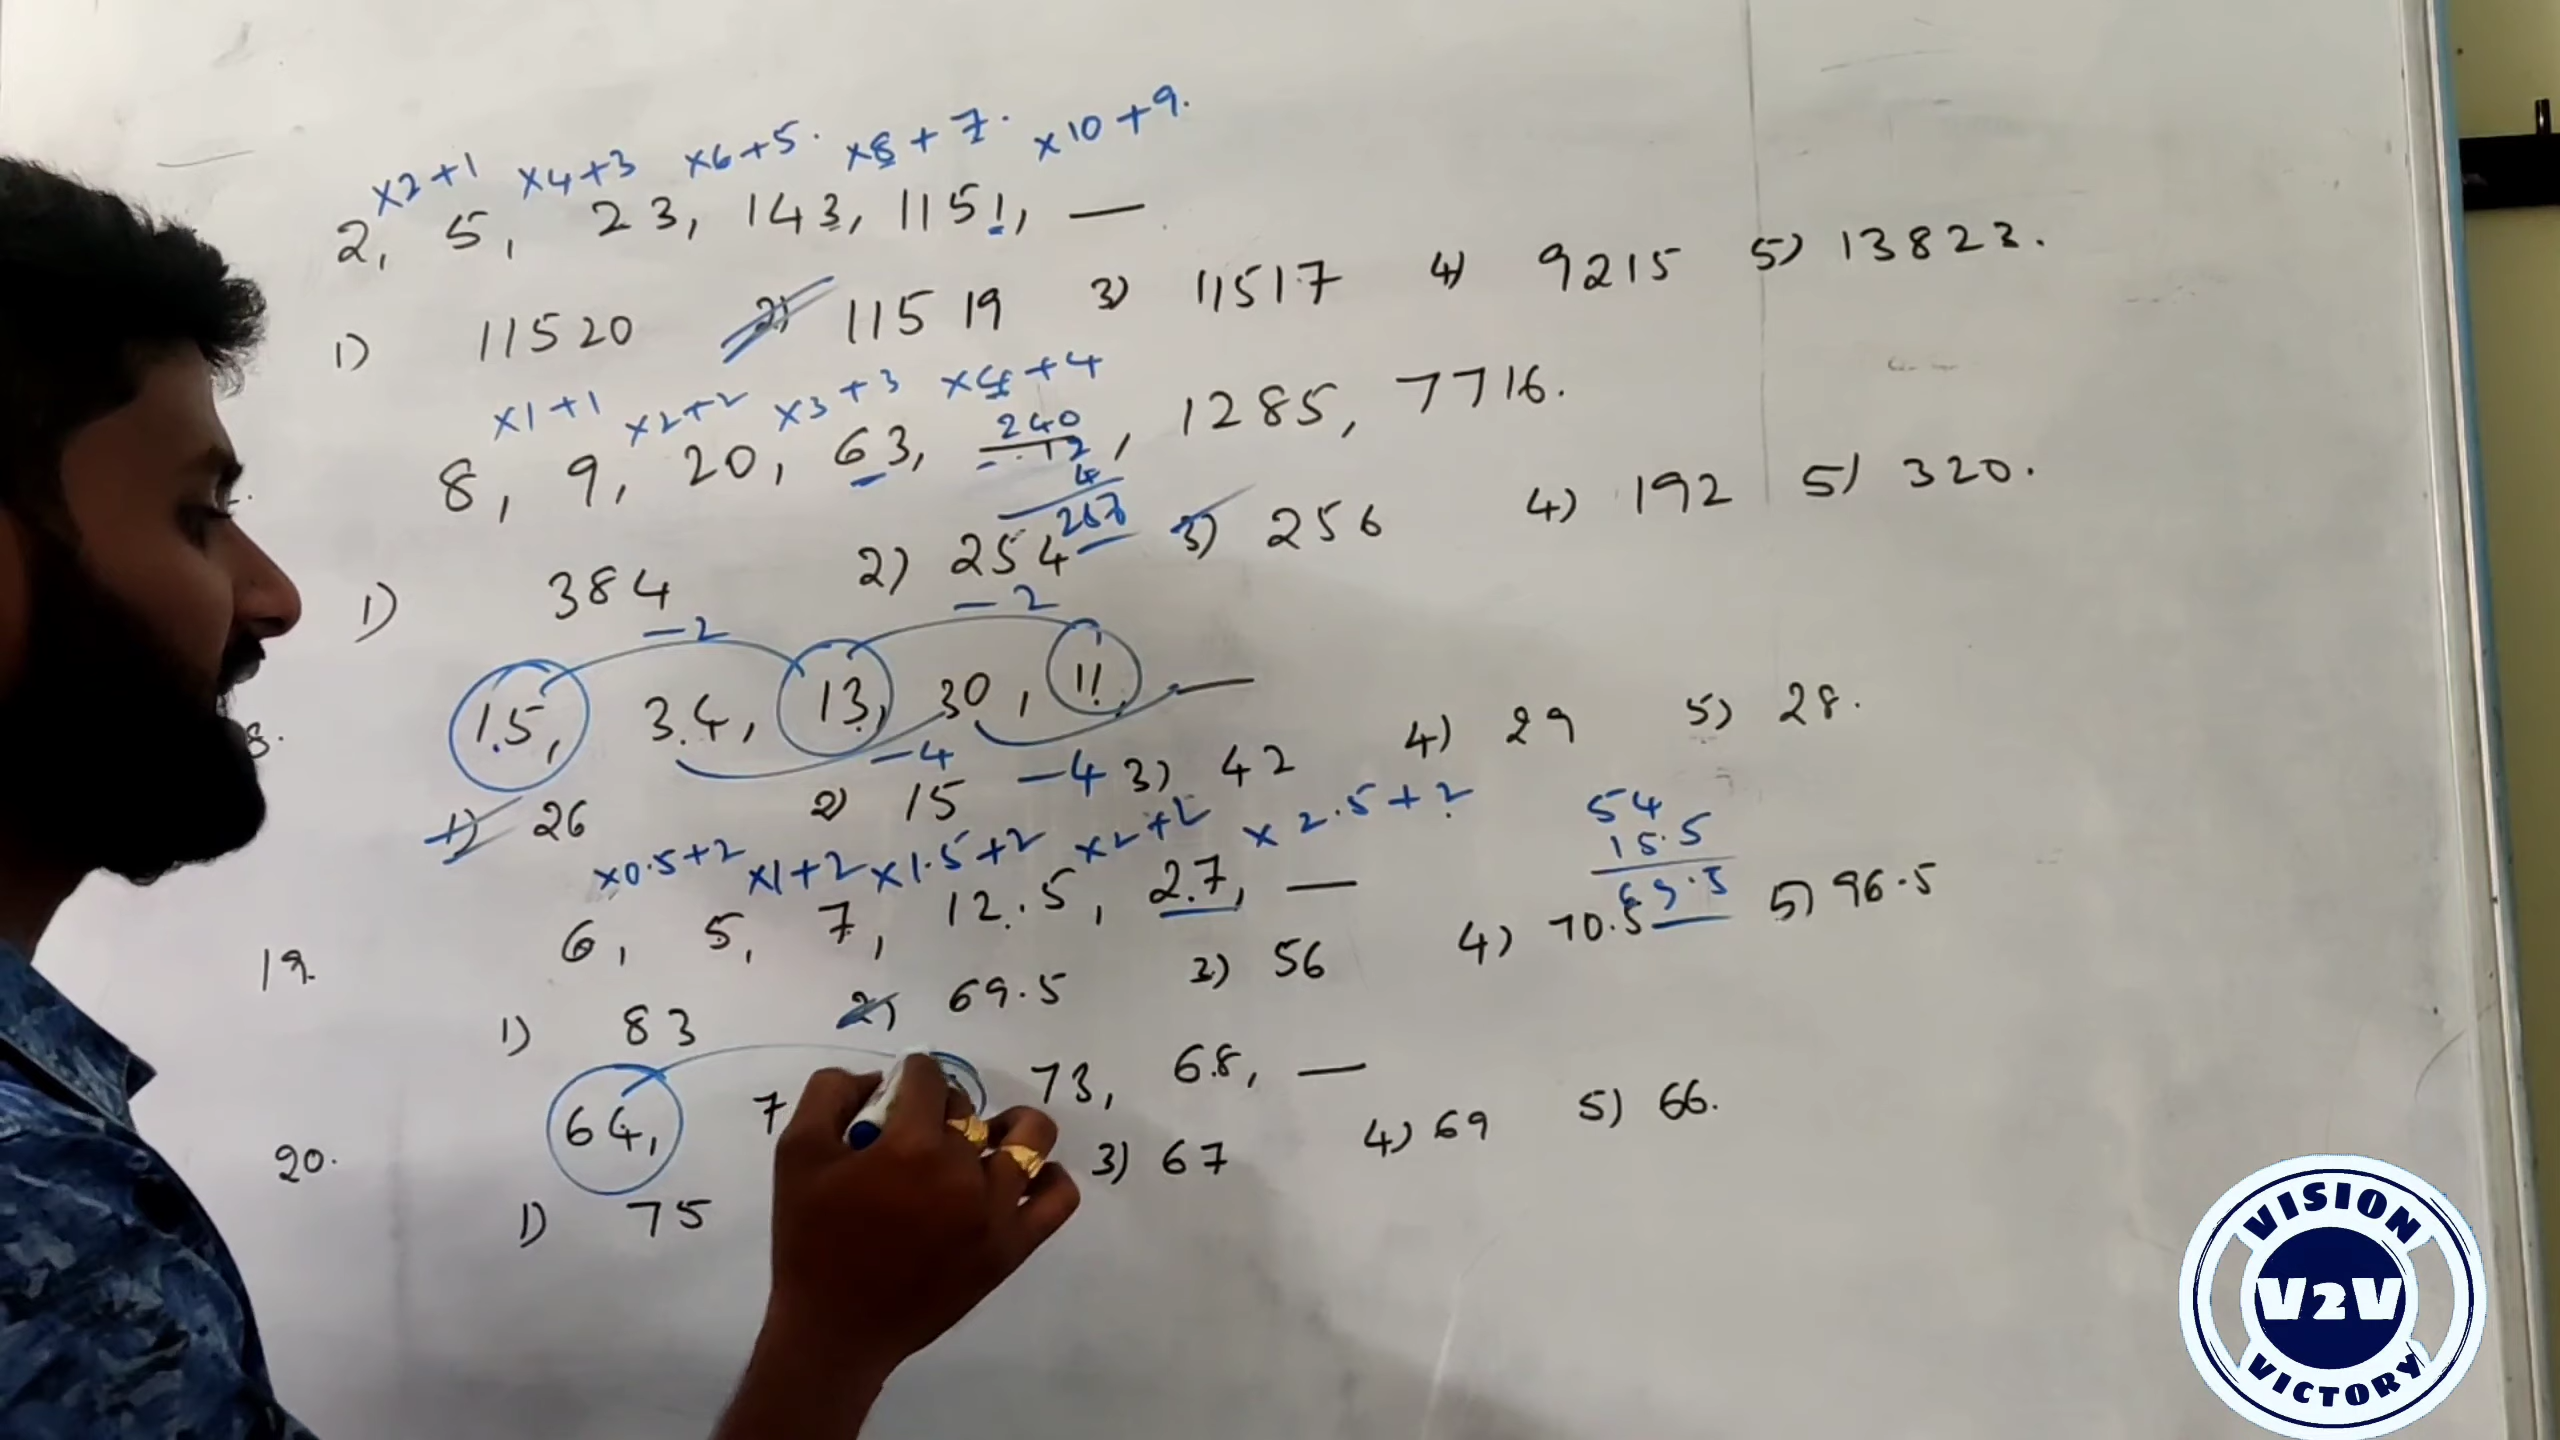 ×2+1 ×4+3 ×6+5. ×8+7. ×10+9.
2, 5, 23, 143, 1151, —
1) 11520 2) 11519 3) 11517 4) 9215 5) 13823.
×1+1 ×2+2 ×3+3 ×4+4
240
8, 9, 20, 63, —, 1285, 7716.
12
4
1) 384 2) 254 3) 256 4) 192 5) 320.
-2 -2
8. 15, 34, 13, 30, 11, —
-4 -4
1) 26 2) 15 3) 42 4) 29 5) 28.
×0.5+2 ×1+2 ×1.5+2 ×2+2 ×2.5+2
54
15.5
69.5
19. 6, 5, 7, 12.5, 27, —
1) 83 2) 69.5 3) 56 4) 70.5 5) 96.5
20. 64, 7 73, 68, —
1) 75 3) 67 4) 69 5) 66.
VISION
V2V
VICTORY